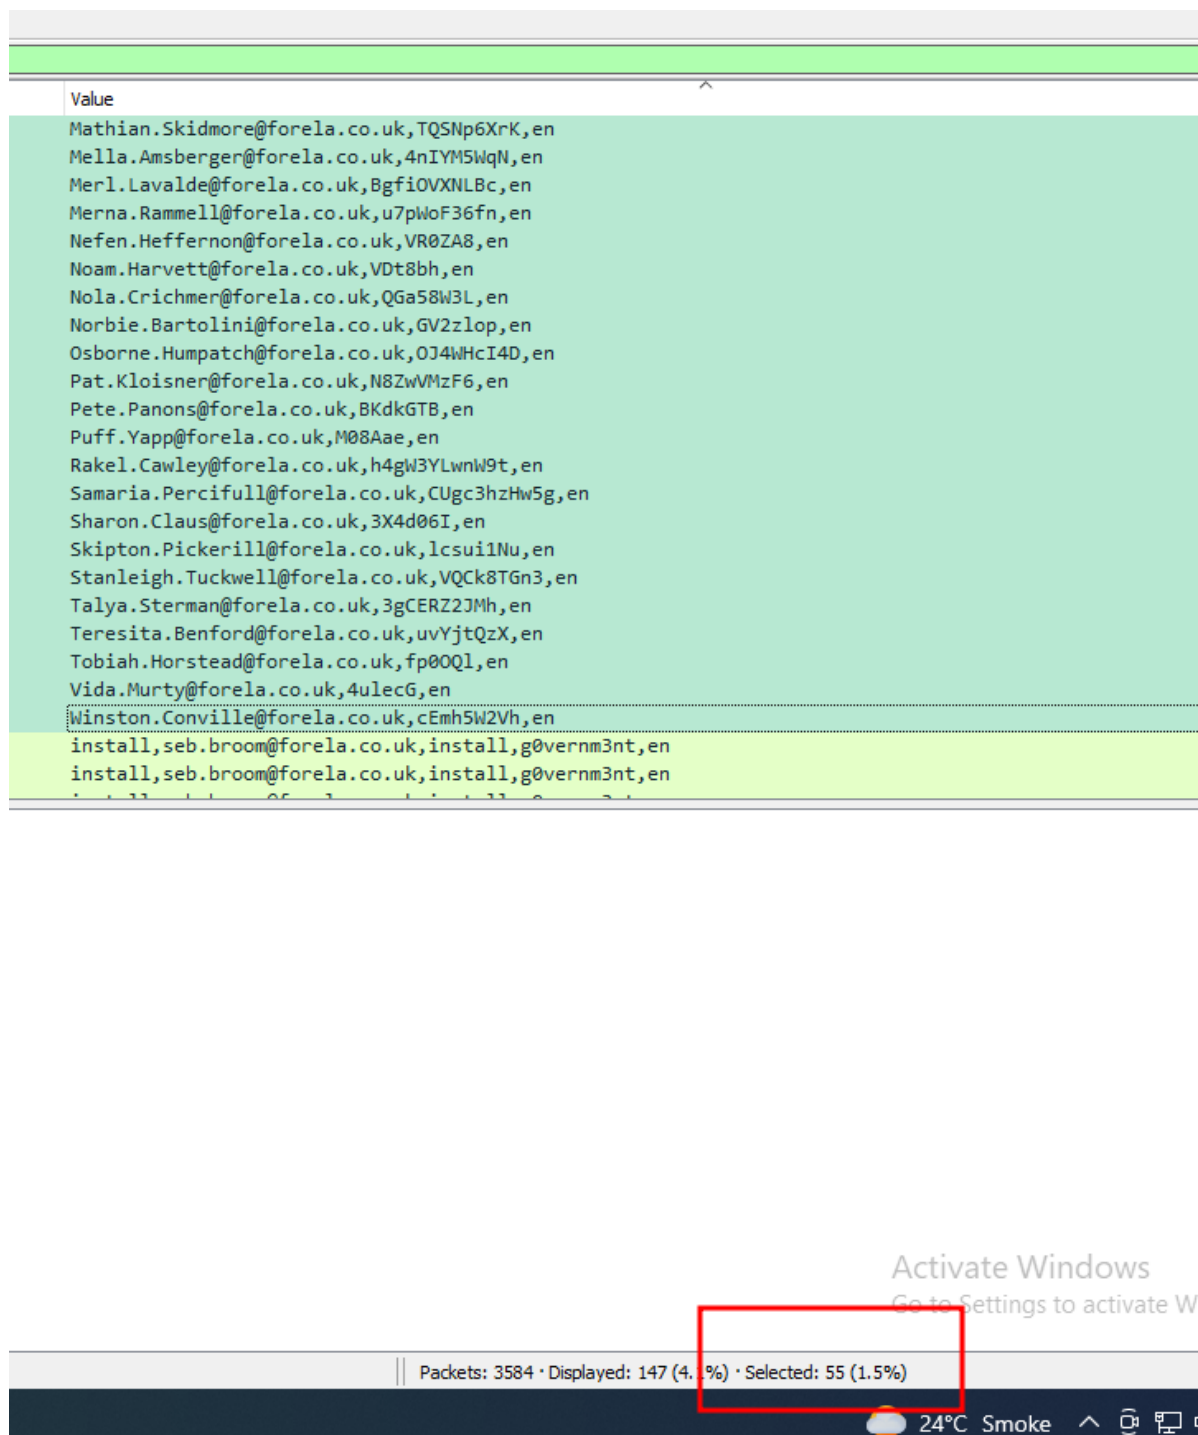 Value
Mathian.Skidmore@forela.co.uk,TQSNp6XrK,en
Mella.Amsberger@forela.co.uk,4nIYM5WqN,en
Merl.Lavalde@forela.co.uk,BgfiOVXNLBc,en
Merna.Rammell@forela.co.uk,u7pWoF36fn,en
Nefen.Heffernon@forela.co.uk,VR0ZA8,en
Noam.Harvett@forela.co.uk,VDt8bh,en
Nola.Crichmer@forela.co.uk,QGa58W3L,en
Norbie.Bartolini@forela.co.uk,GV2zlop,en
Osborne.Humpatch@forela.co.uk,OJ4WHcI4D,en
Pat.Kloisner@forela.co.uk,N8ZwVMzF6,en
Pete.Panons@forela.co.uk,BKdkGTB,en
Puff.Yapp@forela.co.uk,M08Aae,en
Rakel.Cawley@forela.co.uk,h4gW3YLwnW9t,en
Samaria.Percifull@forela.co.uk,CUgc3hzHw5g,en
Sharon.Claus@forela.co.uk,3X4d06I,en
Skipton.Pickerill@forela.co.uk,lcsui1Nu,en
Stanleigh.Tuckwell@forela.co.uk,VQCk8TGn3,en
Talya.Sterman@forela.co.uk,3gCERZ2JMh,en
Teresita.Benford@forela.co.uk,uvYjtQzX,en
Tobiah.Horstead@forela.co.uk,fp0OQl,en
Vida.Murty@forela.co.uk,4ulecG,en
Winston.Conville@forela.co.uk,cEmh5W2Vh,en
install,seb.broom@forela.co.uk,install,g0vernm3nt,en
install,seb.broom@forela.co.uk,install,g0vernm3nt,en
Activate Windows
Go to Settings to activate W
Packets: 3584 · Displayed: 147 (4.1%) · Selected: 55 (1.5%)
24°C Smoke